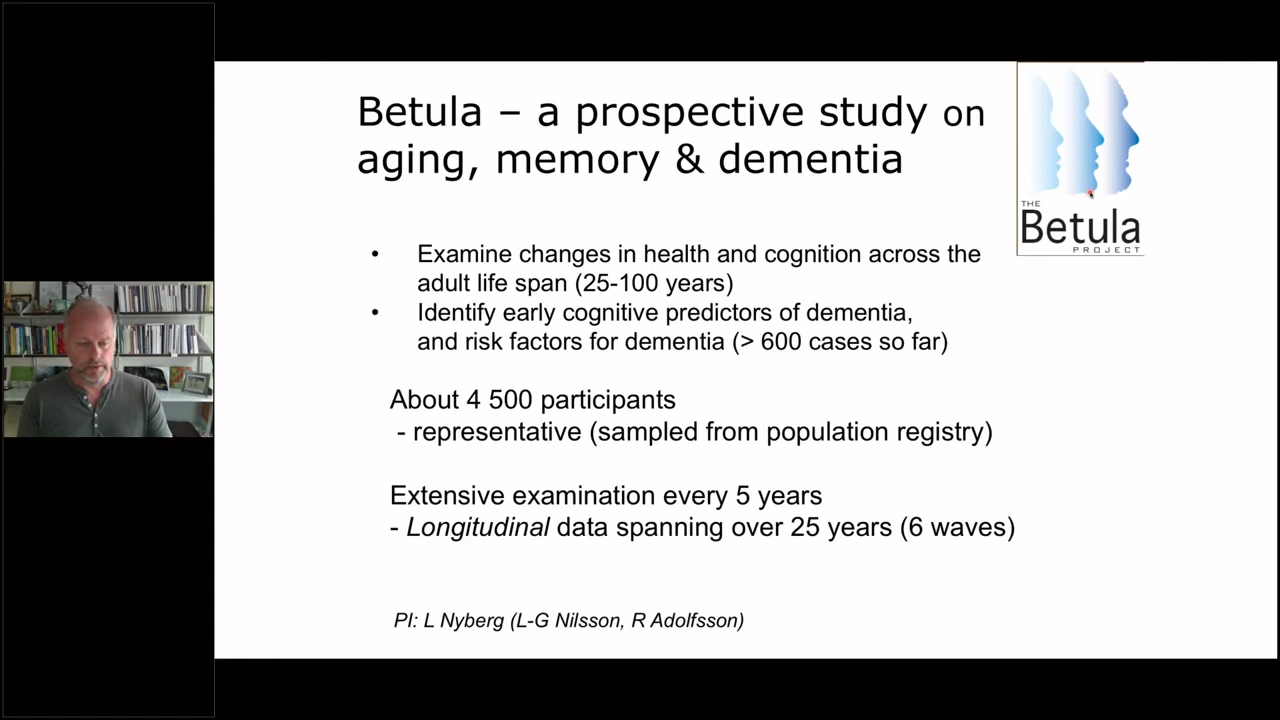 Betula – a prospective study on
aging, memory & dementia
THE
Betula
PROJECT
• Examine changes in health and cognition across the
adult life span (25-100 years)
• Identify early cognitive predictors of dementia,
and risk factors for dementia (> 600 cases so far)
About 4 500 participants
- representative (sampled from population registry)
Extensive examination every 5 years
- Longitudinal data spanning over 25 years (6 waves)
PI: L Nyberg (L-G Nilsson, R Adolfsson)